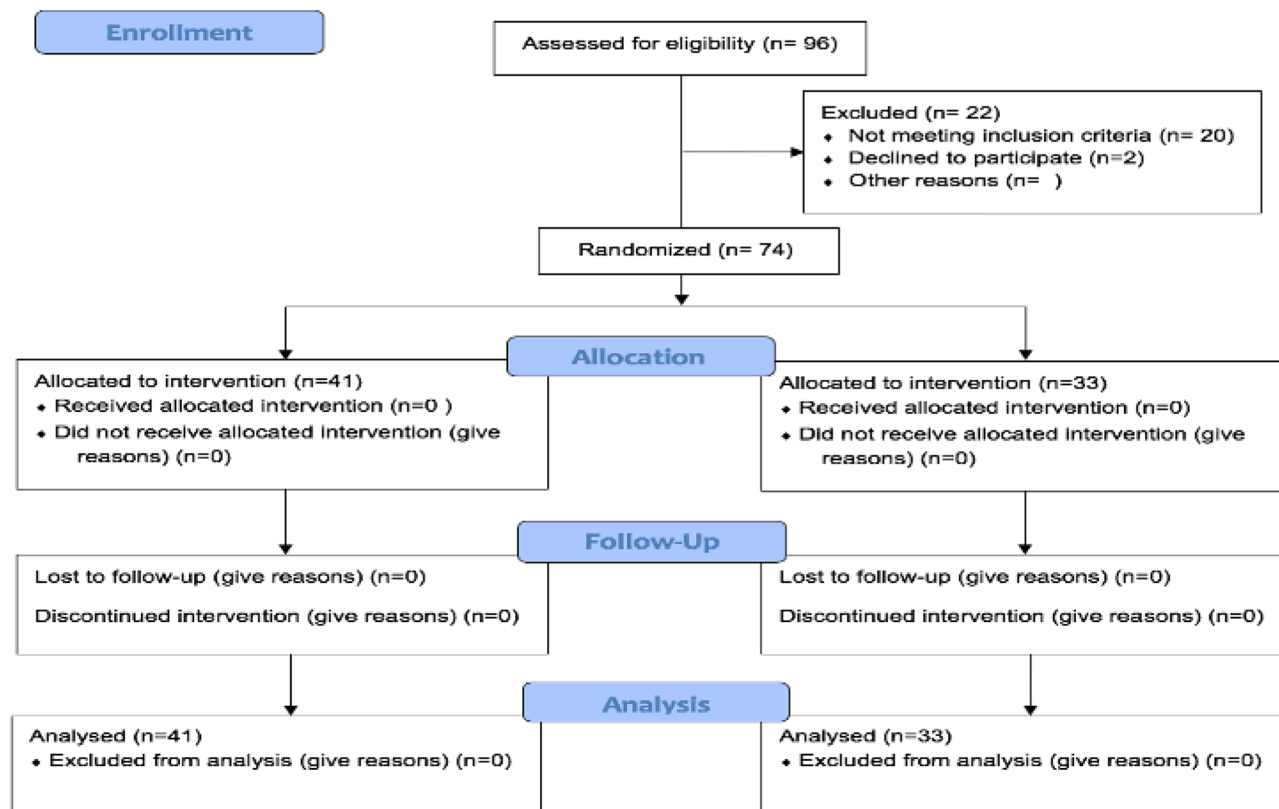 Enrollment
Assessed for eligibility (n= 96)
Excluded (n= 22)
⬥ Not meeting inclusion criteria (n= 20)
⬥ Declined to participate (n=2)
⬥ Other reasons (n=  )
Randomized (n= 74)
Allocation
Allocated to intervention (n=41)
⬥ Received allocated intervention (n=0 )
⬥ Did not receive allocated intervention (give
reasons) (n=0)
Allocated to intervention (n=33)
⬥ Received allocated intervention (n=0)
⬥ Did not receive allocated intervention (give
reasons) (n=0)
Follow-Up
Lost to follow-up (give reasons) (n=0)
Discontinued intervention (give reasons) (n=0)
Lost to follow-up (give reasons) (n=0)
Discontinued intervention (give reasons) (n=0)
Analysis
Analysed (n=41)
⬥ Excluded from analysis (give reasons) (n=0)
Analysed (n=33)
⬥ Excluded from analysis (give reasons) (n=0)